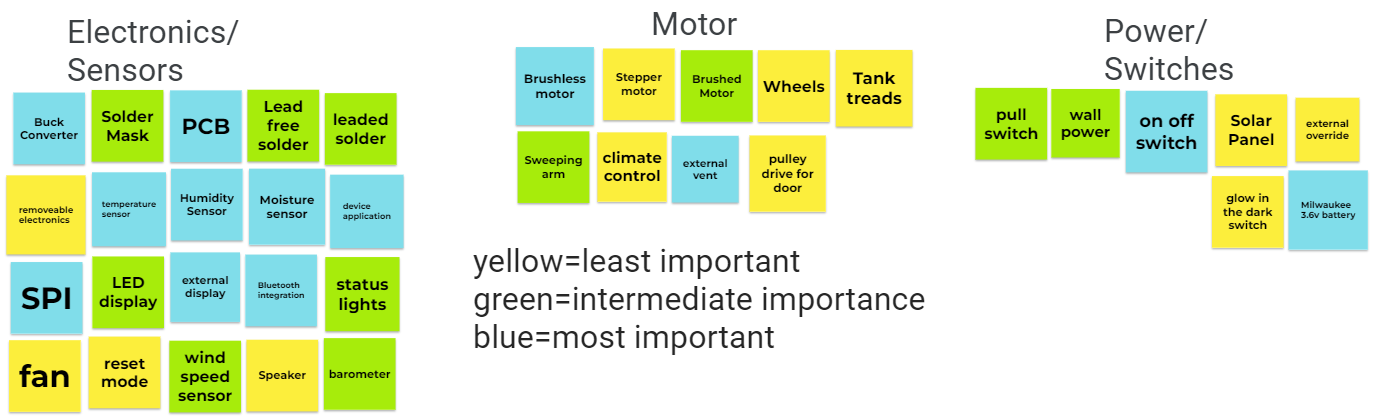 Electronics/
Sensors
Buck
Converter
Solder
Mask
PCB
Lead
free
solder
leaded
solder
removeable
electronics
temperature
sensor
Humidity
Sensor
Moisture
sensor
device
application
SPI
LED
display
external
display
Bluetooth
integration
status
lights
fan
reset
mode
wind
speed
sensor
Speaker
barometer
Motor
Brushless
motor
Stepper
motor
Brushed
Motor
Wheels
Tank
treads
Sweeping
arm
climate
control
external
vent
pulley
drive for
door
yellow=least important
green=intermediate importance
blue=most important
Power/
Switches
pull
switch
wall
power
on off
switch
Solar
Panel
external
override
glow in
the dark
switch
Milwaukee
3.6v battery